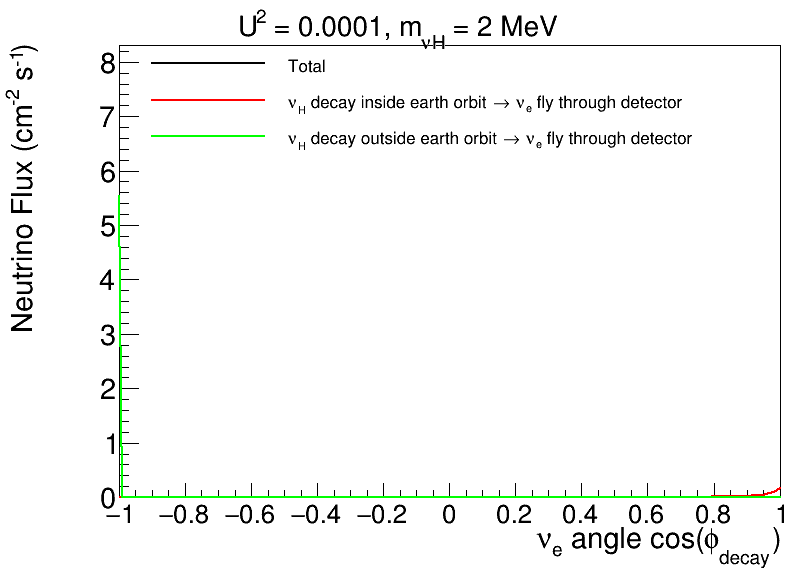 U² = 0.0001, m_νH = 2 MeV
Neutrino Flux (cm⁻² s⁻¹)
Total
ν_H decay inside earth orbit → ν_e fly through detector
ν_H decay outside earth orbit → ν_e fly through detector
8
7
6
5
4
3
2
1
0
−1 −0.8 −0.6 −0.4 −0.2 0 0.2 0.4 0.6 0.8 1
ν_e angle cos(ϕ_decay)